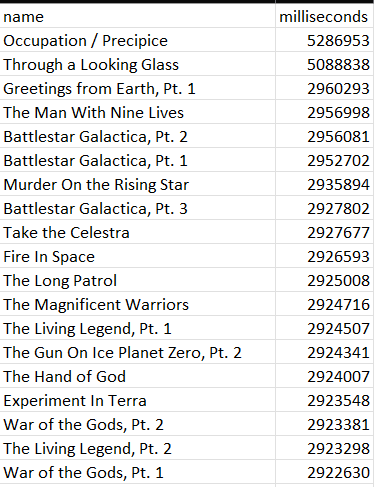 name milliseconds
Occupation / Precipice 5286953
Through a Looking Glass 5088838
Greetings from Earth, Pt. 1 2960293
The Man With Nine Lives 2956998
Battlestar Galactica, Pt. 2 2956081
Battlestar Galactica, Pt. 1 2952702
Murder On the Rising Star 2935894
Battlestar Galactica, Pt. 3 2927802
Take the Celestra 2927677
Fire In Space 2926593
The Long Patrol 2925008
The Magnificent Warriors 2924716
The Living Legend, Pt. 1 2924507
The Gun On Ice Planet Zero, Pt. 2 2924341
The Hand of God 2924007
Experiment In Terra 2923548
War of the Gods, Pt. 2 2923381
The Living Legend, Pt. 2 2923298
War of the Gods, Pt. 1 2922630